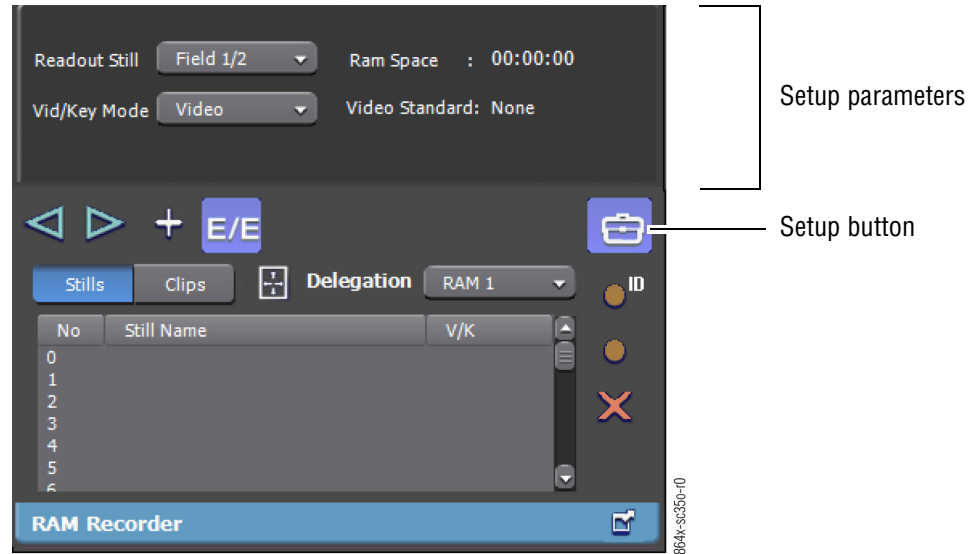 Readout Still Field 1/2 Ram Space : 00:00:00
Vid/Key Mode Video Video Standard: None
Setup parameters
E/E
Setup button
Stills Clips Delegation RAM 1 ID
No Still Name V/K
0
1
2
3
4
5
6
RAM Recorder
864x-sc35o-r0